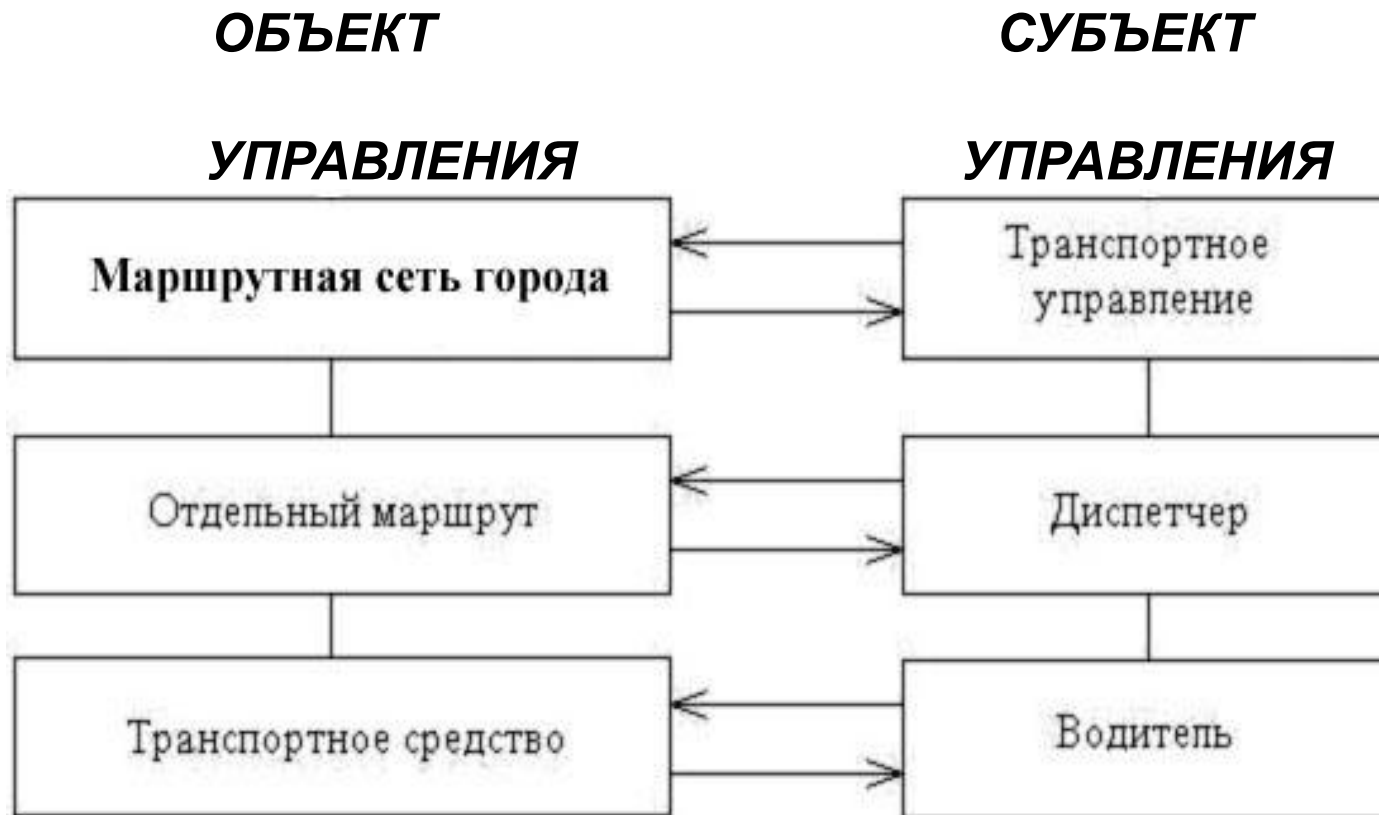 ОБЪЕКТ
УПРАВЛЕНИЯ
СУБЪЕКТ
УПРАВЛЕНИЯ
Маршрутная сеть города
Транспортное
управление
Отдельный маршрут
Диспетчер
Транспортное средство
Водитель